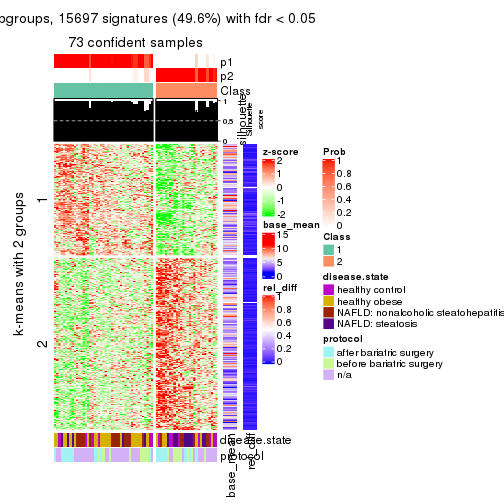 bgroups, 15697 signatures (49.6%) with fdr < 0.05
73 confident samples
p1
p2
Class
1
0.5
0
silhouette
Silhouette
score
k-means with 2 groups
1
2
z-score
2
1
0
-1
-2
base_mean
15
10
5
0
rel_diff
1
0.8
0.6
0.4
0.2
0
Prob
1
0.8
0.6
0.4
0.2
0
Class
1
2
disease.state
healthy control
healthy obese
NAFLD: nonalcoholic steatohepatitis
NAFLD: steatosis
protocol
after bariatric surgery
before bariatric surgery
n/a
disease.state
protocol
base_mean
rel_diff